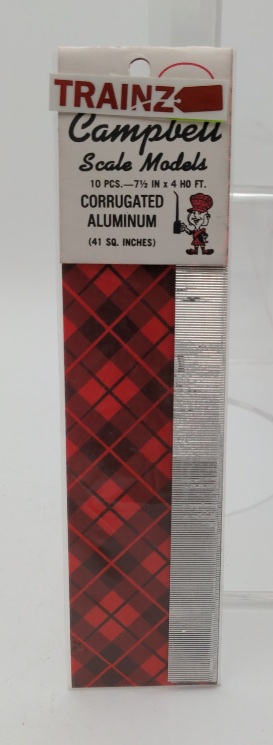 TRAINZ
Campbell
Scale Models
10 PCS.—7½ IN x 4 HO FT.
CORRUGATED
ALUMINUM
(41 SQ. INCHES)